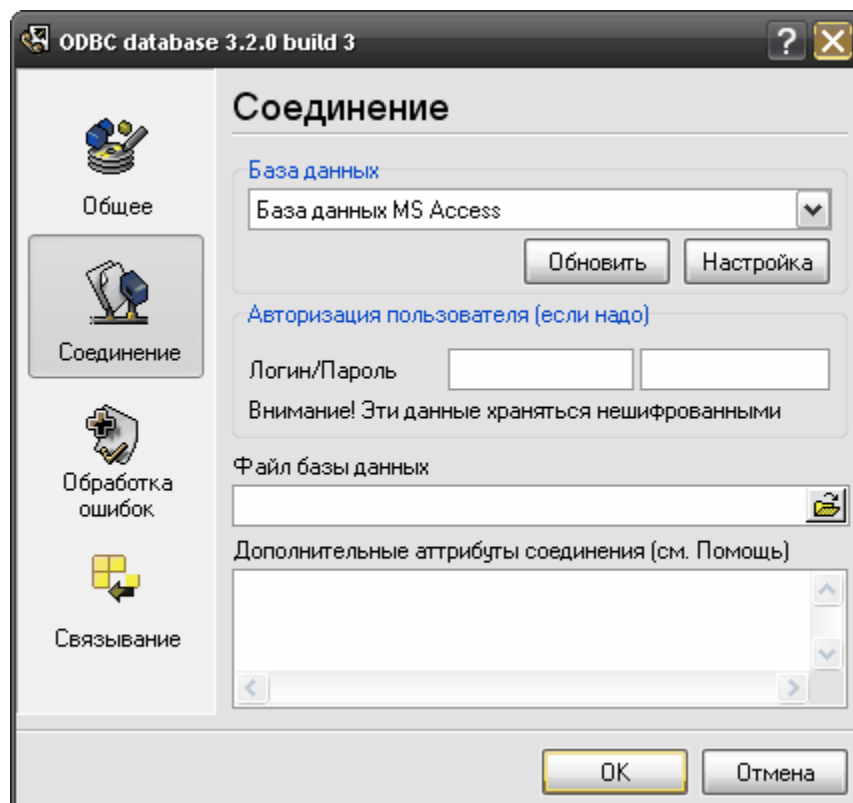 ODBC database 3.2.0 build 3
Общее
Соединение
Обработка
ошибок
Связывание
Соединение
База данных
База данных MS Access
Обновить
Настройка
Авторизация пользователя (если надо)
Логин/Пароль
Внимание! Эти данные храняться нешифрованными
Файл базы данных
Дополнительные аттрибуты соединения (см. Помощь)
OK
Отмена